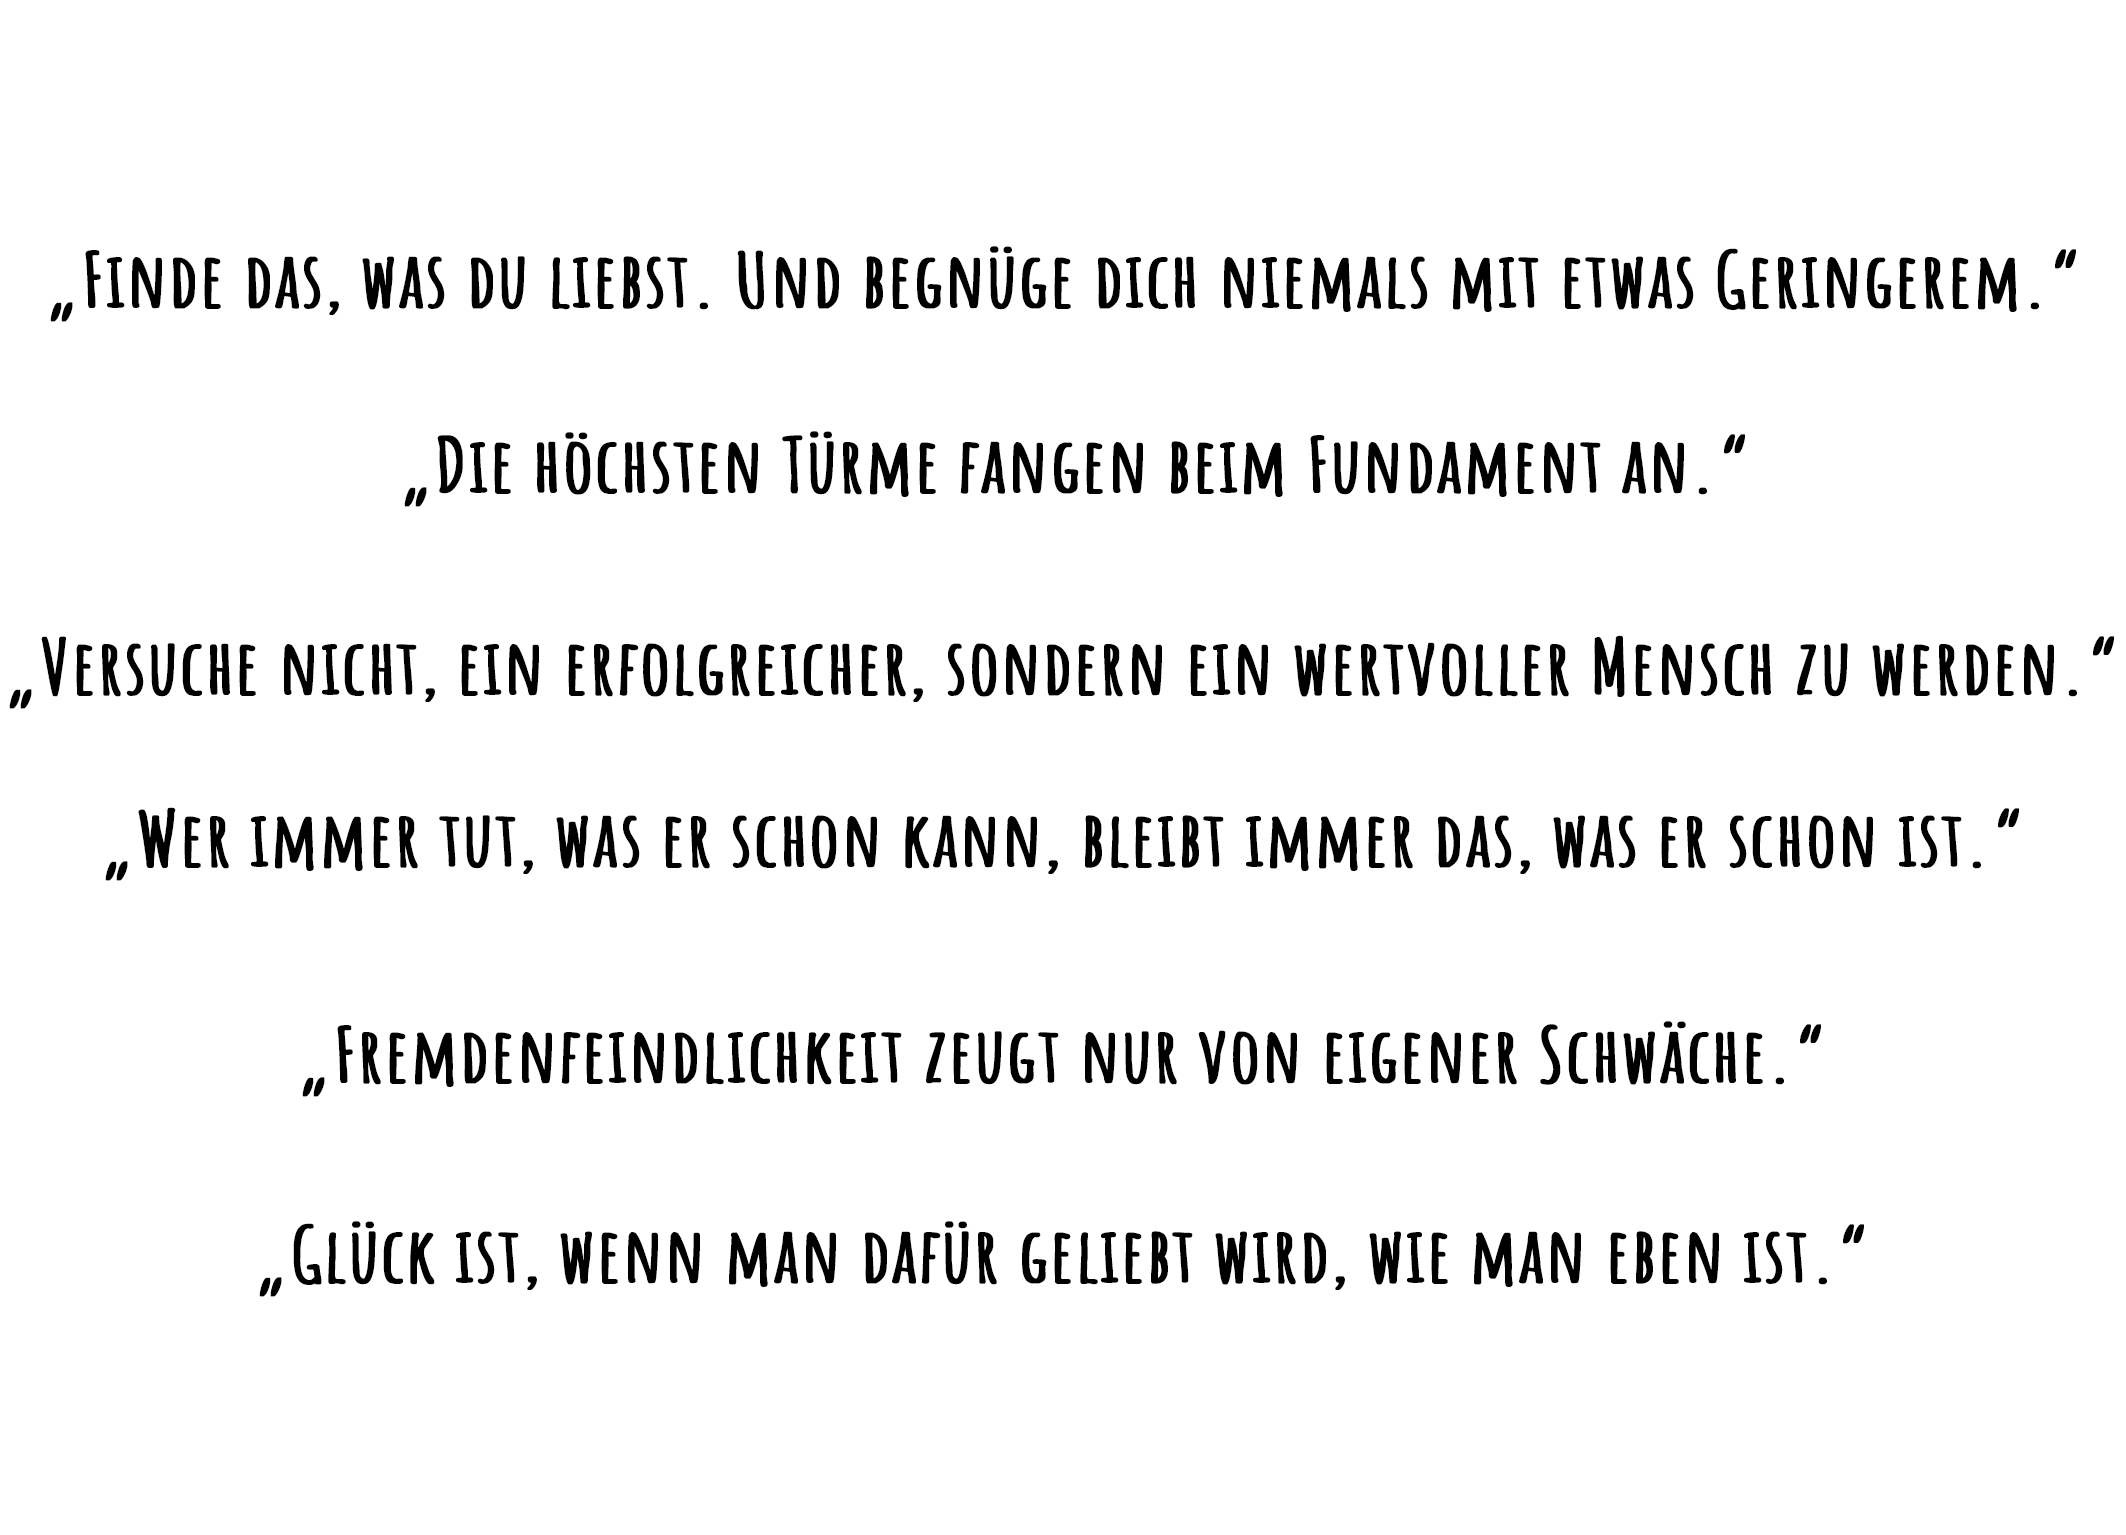 „Finde das, was du liebst. Und begnüge dich niemals mit etwas Geringerem.“
„Die höchsten Türme fangen beim Fundament an.“
„Versuche nicht, ein erfolgreicher, sondern ein wertvoller Mensch zu werden.“
„Wer immer tut, was er schon kann, bleibt immer das, was er schon ist.“
„Fremdenfeindlichkeit zeugt nur von eigener Schwäche.“
„Glück ist, wenn man dafür geliebt wird, wie man eben ist.“